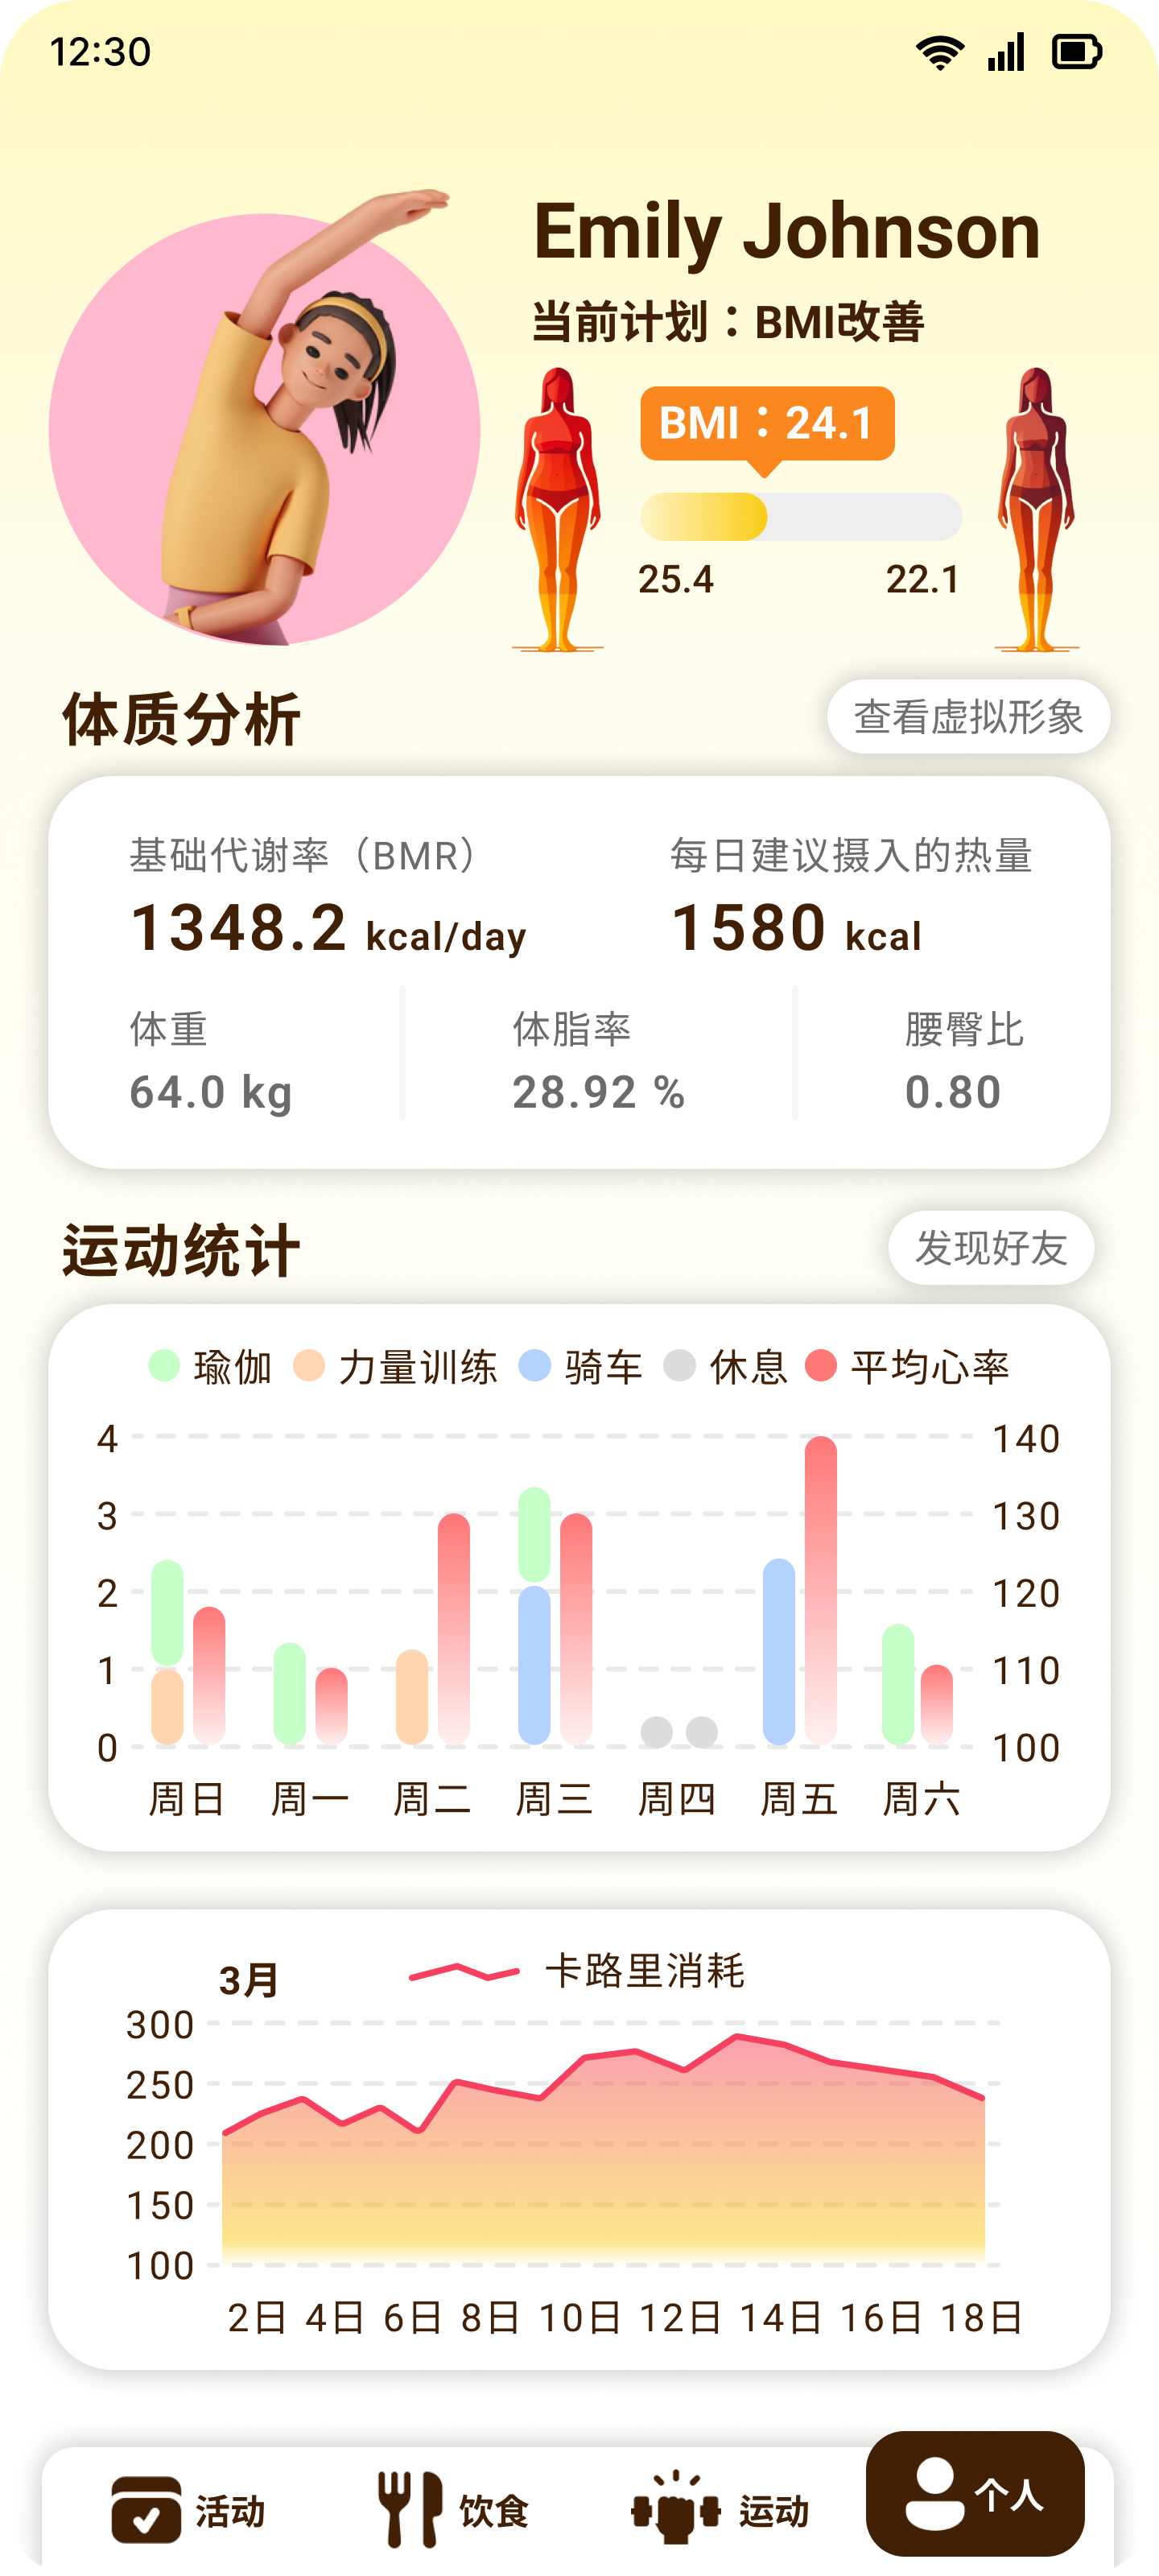 12:30
Emily Johnson
当前计划：BMI改善
BMI：24.1
25.4 22.1
体质分析 查看虚拟形象
基础代谢率（BMR） 每日建议摄入的热量
1348.2 kcal/day 1580 kcal
体重 体脂率 腰臀比
64.0 kg 28.92 % 0.80
运动统计 发现好友
瑜伽 力量训练 骑车 休息 平均心率
4 140
3 130
2 120
1 110
0 100
周日 周一 周二 周三 周四 周五 周六
3月 卡路里消耗
300
250
200
150
100
2日 4日 6日 8日 10日 12日 14日 16日 18日
活动 饮食 运动 个人